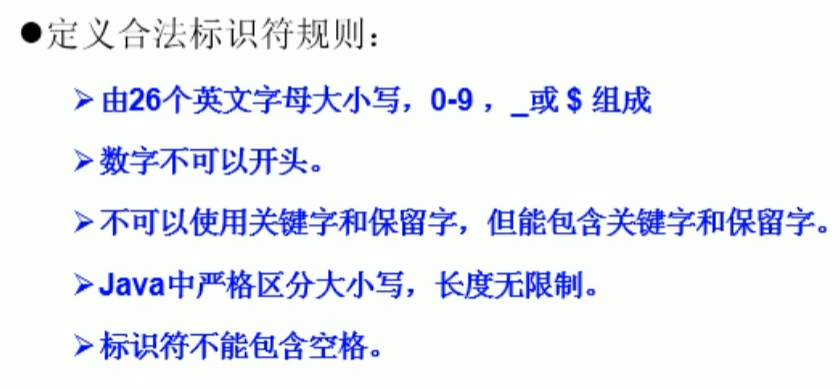 ●定义合法标识符规则：
➢由26个英文字母大小写，0-9 ，_或 $ 组成
➢数字不可以开头。
➢不可以使用关键字和保留字，但能包含关键字和保留字。
➢Java中严格区分大小写，长度无限制。
➢标识符不能包含空格。